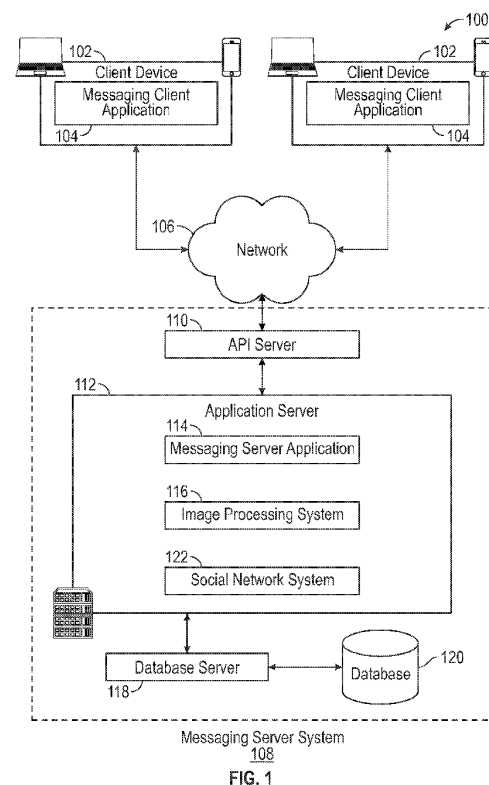 100
102
102
Client Device
Client Device
Messaging Client
Application
Messaging Client
Application
104
104
106
Network
110
API Server
112
Application Server
114
Messaging Server Application
116
Image Processing System
122
Social Network System
Database Server
118
Database
120
Messaging Server System
108
FIG. 1